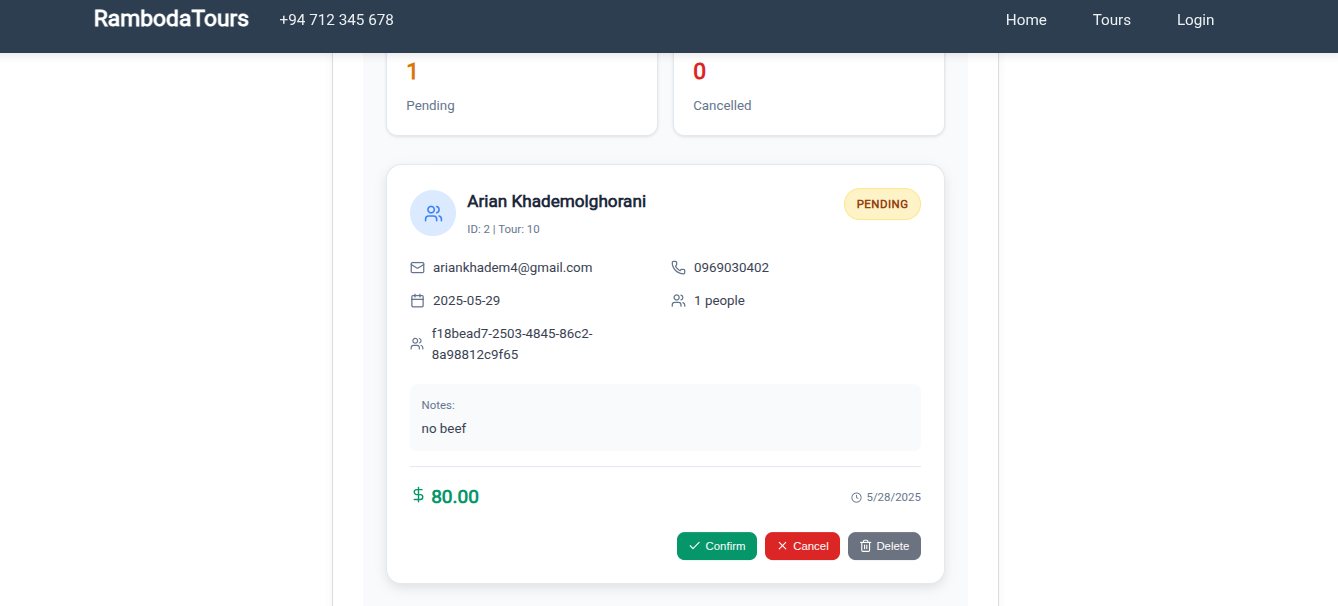 RambodaTours +94 712 345 678 Home Tours Login
1 0
Pending Cancelled
Arian Khademolghorani PENDING
ID: 2 | Tour: 10
ariankhadem4@gmail.com 0969030402
2025-05-29 1 people
f18bead7-2503-4845-86c2-
8a98812c9f65
Notes:
no beef
$ 80.00 5/28/2025
Confirm Cancel Delete